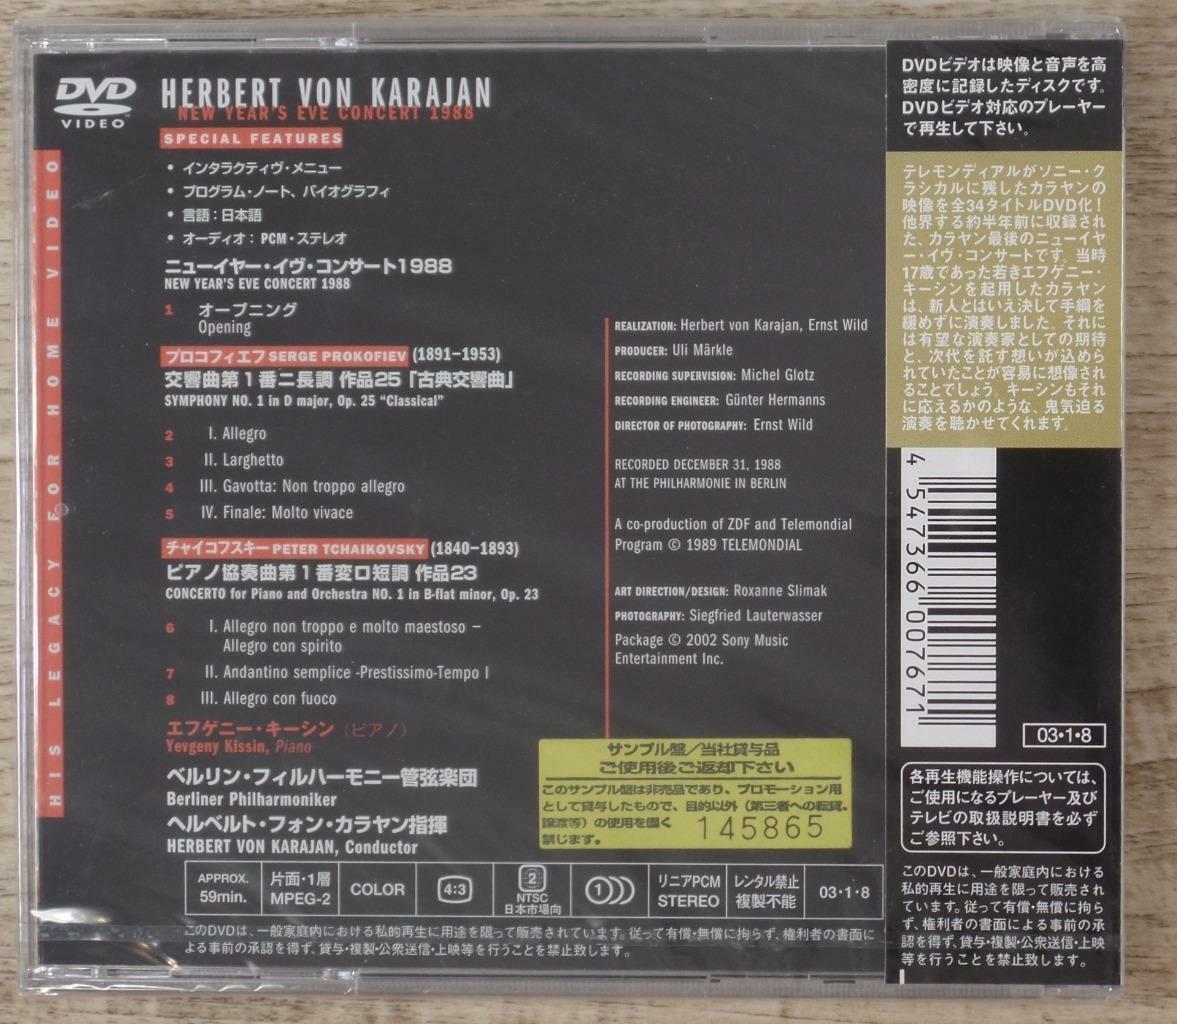 DVD
VIDEO
HERBERT VON KARAJAN
NEW YEAR'S EVE CONCERT 1988
SPECIAL FEATURES
• インタラクティヴ・メニュー
• プログラム・ノート、バイオグラフィ
• 言語：日本語
• オーディオ：PCM・ステレオ
ニューイヤー・イヴ・コンサート1988
NEW YEAR'S EVE CONCERT 1988
1 オープニング
Opening
プロコフィエフ SERGE PROKOFIEV (1891–1953)
交響曲第1番ニ長調 作品25「古典交響曲」
SYMPHONY NO. 1 in D major, Op. 25 “Classical”
2 I. Allegro
3 II. Larghetto
4 III. Gavotta: Non troppo allegro
5 IV. Finale: Molto vivace
チャイコフスキー PETER TCHAIKOVSKY (1840–1893)
ピアノ協奏曲第1番変ロ短調 作品23
CONCERTO for Piano and Orchestra NO. 1 in B-flat minor, Op. 23
6 I. Allegro non troppo e molto maestoso –
Allegro con spirito
7 II. Andantino semplice -Prestissimo-Tempo I
8 III. Allegro con fuoco
エフゲニー・キーシン（ピアノ）
Yevgeny Kissin, Piano
ベルリン・フィルハーモニー管弦楽団
Berliner Philharmoniker
ヘルベルト・フォン・カラヤン指揮
HERBERT VON KARAJAN, Conductor
HIS LEGACY FOR HOME VIDEO
REALIZATION: Herbert von Karajan, Ernst Wild
PRODUCER: Uli Märkle
RECORDING SUPERVISION: Michel Glotz
RECORDING ENGINEER: Günter Hermanns
DIRECTOR OF PHOTOGRAPHY: Ernst Wild
RECORDED DECEMBER 31, 1988
AT THE PHILHARMONIE IN BERLIN
A co-production of ZDF and Telemondial
Program © 1989 TELEMONDIAL
ART DIRECTION/DESIGN: Roxanne Slimak
PHOTOGRAPHY: Siegfried Lauterwasser
Package © 2002 Sony Music
Entertainment Inc.
サンプル盤／当社貸与品
ご使用後ご返却下さい
このサンプル盤は非売品であり、プロモーション用
として貸与したもので、目的以外（第三者への転貸、
譲渡等）の使用を固く
禁じます。
145865
APPROX.
59min.
片面・1層
MPEG-2
COLOR
4:3
2
NTSC
日本市場向
1
リニアPCM
STEREO
レンタル禁止
複製不能
03・1・8
このDVDは、一般家庭内における私的再生に用途を限って販売されています。従って有償・無償に拘らず、権利者の書面に
よる事前の承認を得ず、貸与・複製・公衆送信・上映等を行うことを禁止致します。
DVDビデオは映像と音声を高
密度に記録したディスクです。
DVDビデオ対応のプレーヤー
で再生して下さい。
テレモンディアルがソニー・ク
ラシカルに残したカラヤンの
映像を全34タイトルDVD化！
他界する約半年前に収録され
た、カラヤン最後のニューイヤ
ー・イヴ・コンサートです。当時
17歳であった若きエフゲニー・
キーシンを起用したカラヤン
は、新人とはいえ決して手綱を
緩めずに演奏しました。それに
は有望な演奏家としての期待
と、次代を託す想いが込めら
れていたことが容易に想像され
ることでしょう。キーシンもそれ
に応えるかのような、鬼気迫る
演奏を聴かせてくれます。
4 547366 007671
03・1・8
各再生機能操作については、
ご使用になるプレーヤー及び
テレビの取扱説明書を必ず
ご参照下さい。
このDVDは、一般家庭内における
私的再生に用途を限って販売され
ています。従って有償・無償に拘ら
ず、権利者の書面による事前の承
認を得ず、貸与・複製・公衆送信・上映
等を行うことを禁止致します。